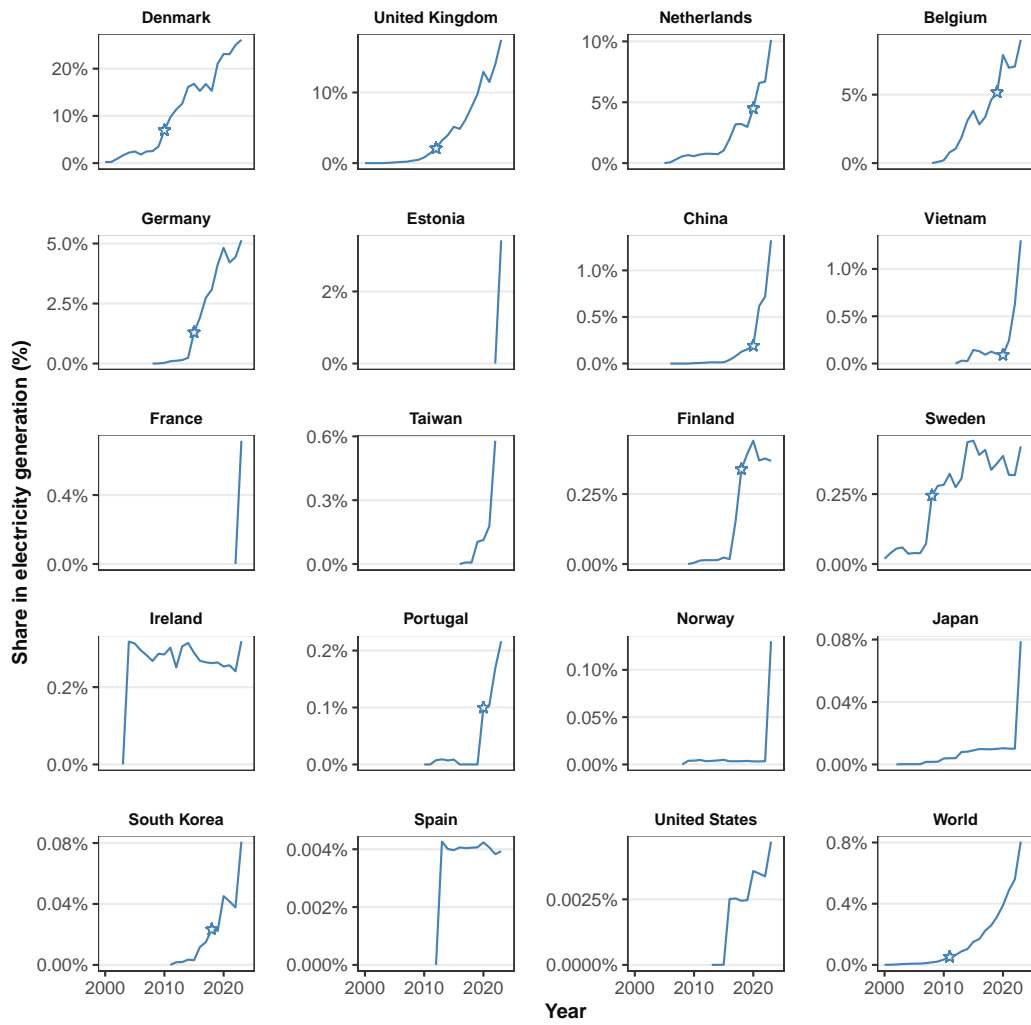 Denmark
United Kingdom
Netherlands
Belgium
20%
10%
0%
10%
0%
10%
5%
0%
5%
0%
Germany
Estonia
China
Vietnam
5.0%
2.5%
0.0%
2%
0%
1.0%
0.5%
0.0%
1.0%
0.5%
0.0%
France
Taiwan
Finland
Sweden
0.4%
0.0%
0.6%
0.3%
0.0%
0.25%
0.00%
0.25%
0.00%
Ireland
Portugal
Norway
Japan
0.2%
0.0%
0.2%
0.1%
0.0%
0.10%
0.05%
0.00%
0.08%
0.04%
0.00%
South Korea
Spain
United States
World
0.08%
0.04%
0.00%
0.004%
0.002%
0.000%
0.0025%
0.0000%
0.8%
0.4%
0.0%
2000 2010 2020
2000 2010 2020
2000 2010 2020
2000 2010 2020
Year
Share in electricity generation (%)